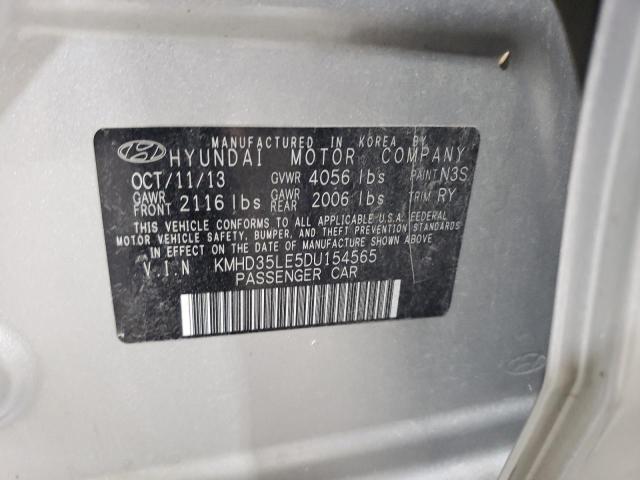 MANUFACTURED IN KOREA BY
HYUNDAI MOTOR COMPANY
OCT/11/13 GVWR 4056 lbs PAINT N3S
GAWR FRONT 2116 lbs GAWR REAR 2006 lbs TRIM RY
THIS VEHICLE CONFORMS TO ALL APPLICABLE U.S.A. FEDERAL
MOTOR VEHICLE SAFETY, BUMPER, AND THEFT PREVENTION STANDARDS
IN EFFECT ON THE DATE OF MANUFACTURE SHOWN ABOVE.
V.I.N KMHD35LE5DU154565
PASSENGER CAR